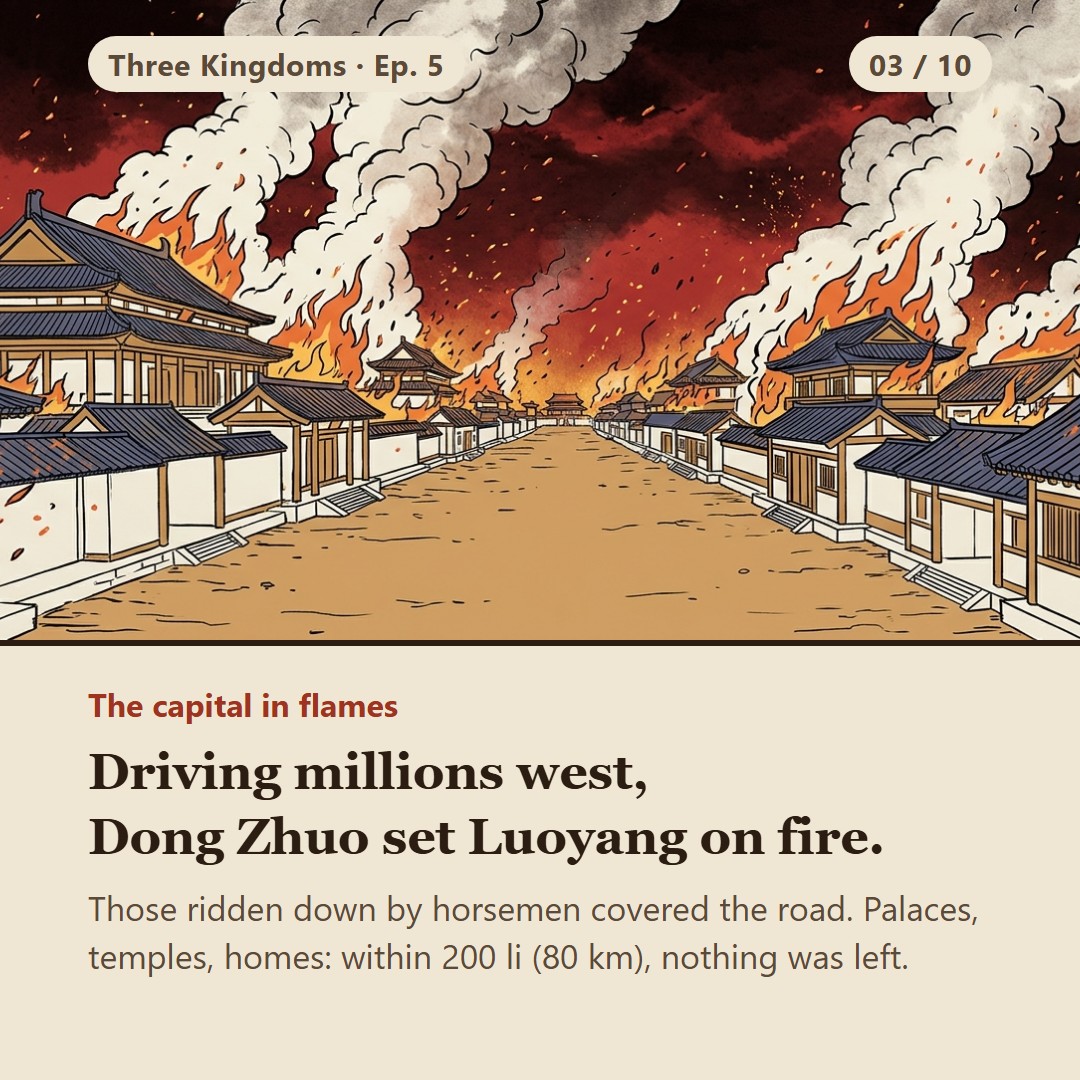 Three Kingdoms · Ep. 5
03 / 10
The capital in flames
Driving millions west,
Dong Zhuo set Luoyang on fire.
Those ridden down by horsemen covered the road. Palaces,
temples, homes: within 200 li (80 km), nothing was left.